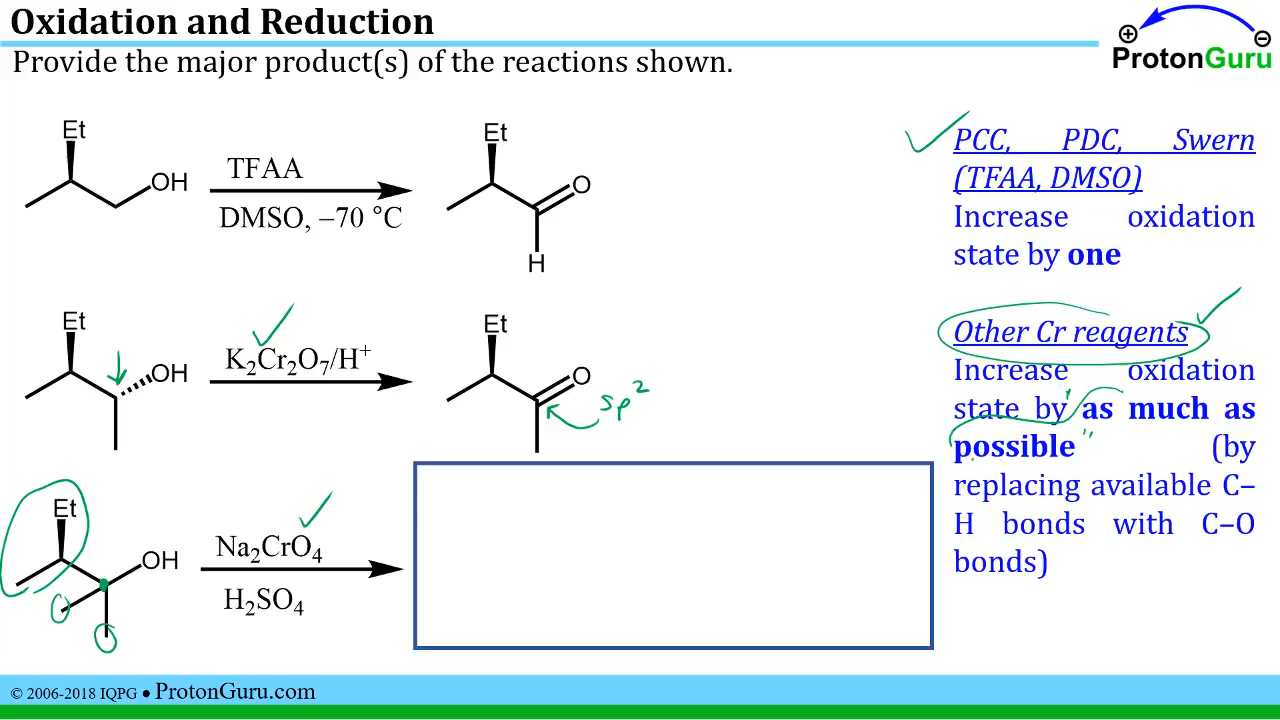 Oxidation and Reduction
⊕ ⊖
ProtonGuru
Provide the major product(s) of the reactions shown.
Et
OH
TFAA
DMSO, –70 °C
Et
O
H
PCC, PDC, Swern
(TFAA, DMSO)
Increase oxidation
state by one
Et
OH
K₂Cr₂O₇/H⁺
Et
O
sp²
Other Cr reagents
Increase oxidation
state by "as much as
possible" (by
replacing available C–
H bonds with C–O
bonds)
Et
OH
Na₂CrO₄
H₂SO₄
© 2006-2018 IQPG ● ProtonGuru.com